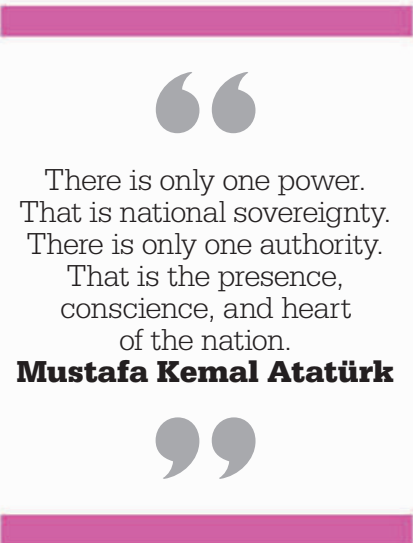 “
There is only one power.
That is national sovereignty.
There is only one authority.
That is the presence,
conscience, and heart
of the nation.
Mustafa Kemal Atatürk
”